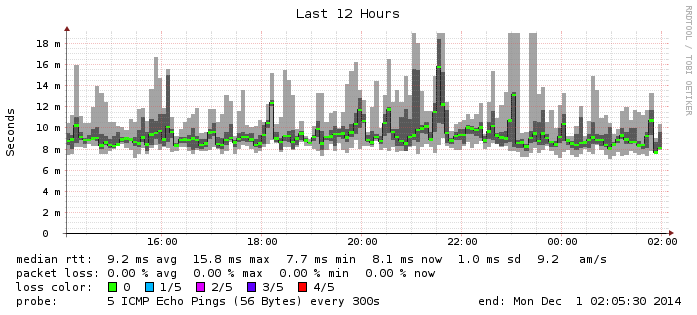 Last 12 Hours
RRDTOOL / TOBI OETIKER
Seconds
18 m
16 m
14 m
12 m
10 m
8 m
6 m
4 m
2 m
0
16:00 18:00 20:00 22:00 00:00 02:00
median rtt: 9.2 ms avg 15.8 ms max 7.7 ms min 8.1 ms now 1.0 ms sd 9.2 am/s
packet loss: 0.00 % avg 0.00 % max 0.00 % min 0.00 % now
loss color: 0 1/5 2/5 3/5 4/5
probe: 5 ICMP Echo Pings (56 Bytes) every 300s end: Mon Dec 1 02:05:30 2014